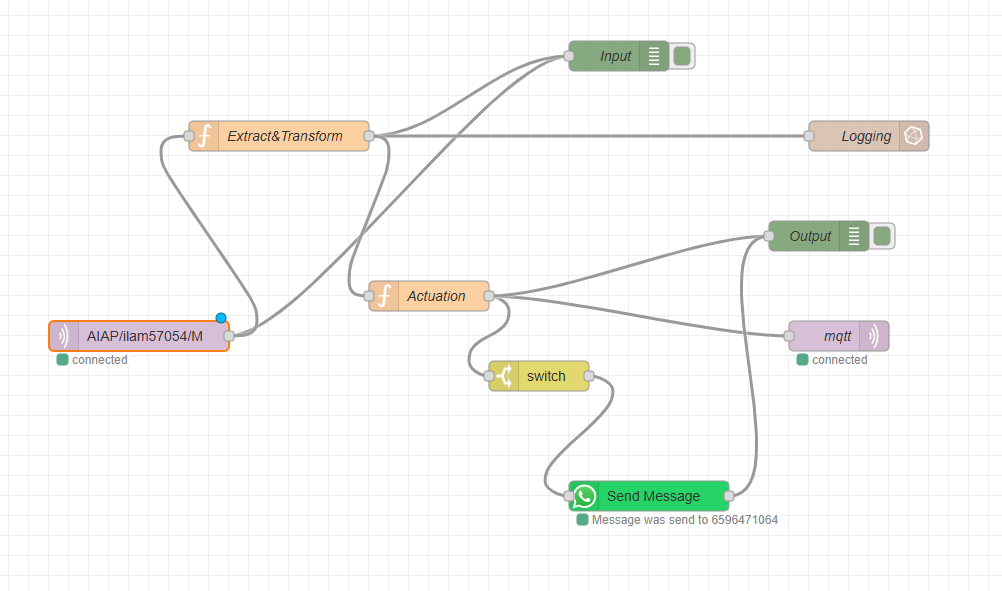 Input
Extract&Transform
Logging
Output
Actuation
AIAP/ilam57054/M
connected
mqtt
connected
switch
Send Message
Message was send to 6596471064